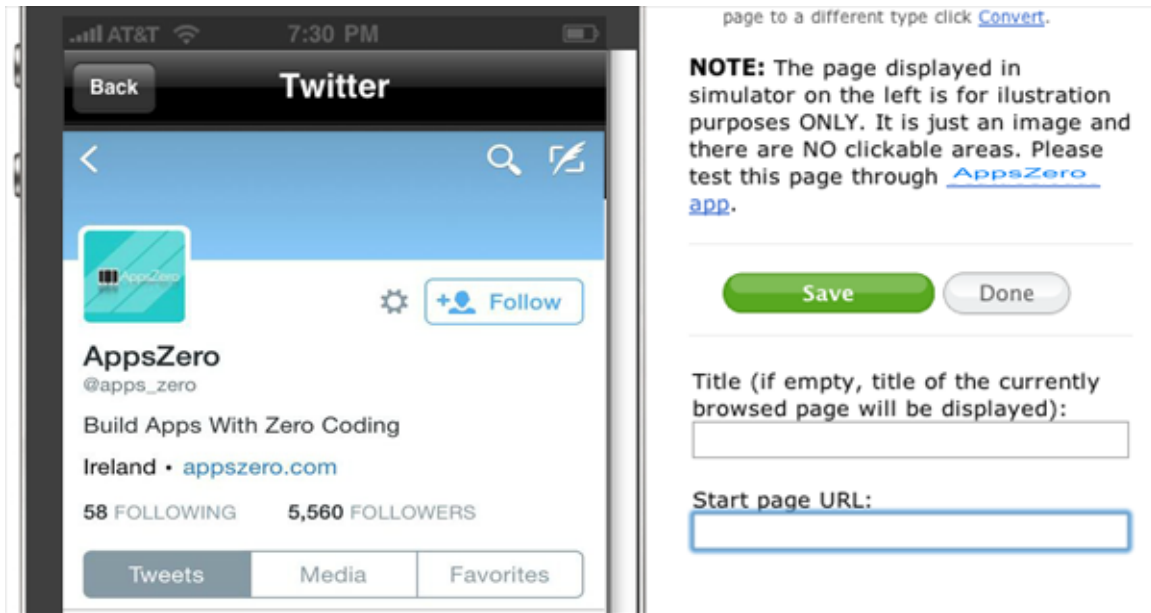 AT&T 7:30 PM
Back Twitter
AppsZero
Follow
AppsZero
@apps_zero
Build Apps With Zero Coding
Ireland • appszero.com
58 FOLLOWING 5,560 FOLLOWERS
Tweets Media Favorites
page to a different type click Convert.
NOTE: The page displayed in
simulator on the left is for ilustration
purposes ONLY. It is just an image and
there are NO clickable areas. Please
test this page through AppsZero
app.
Save Done
Title (if empty, title of the currently
browsed page will be displayed):
Start page URL: